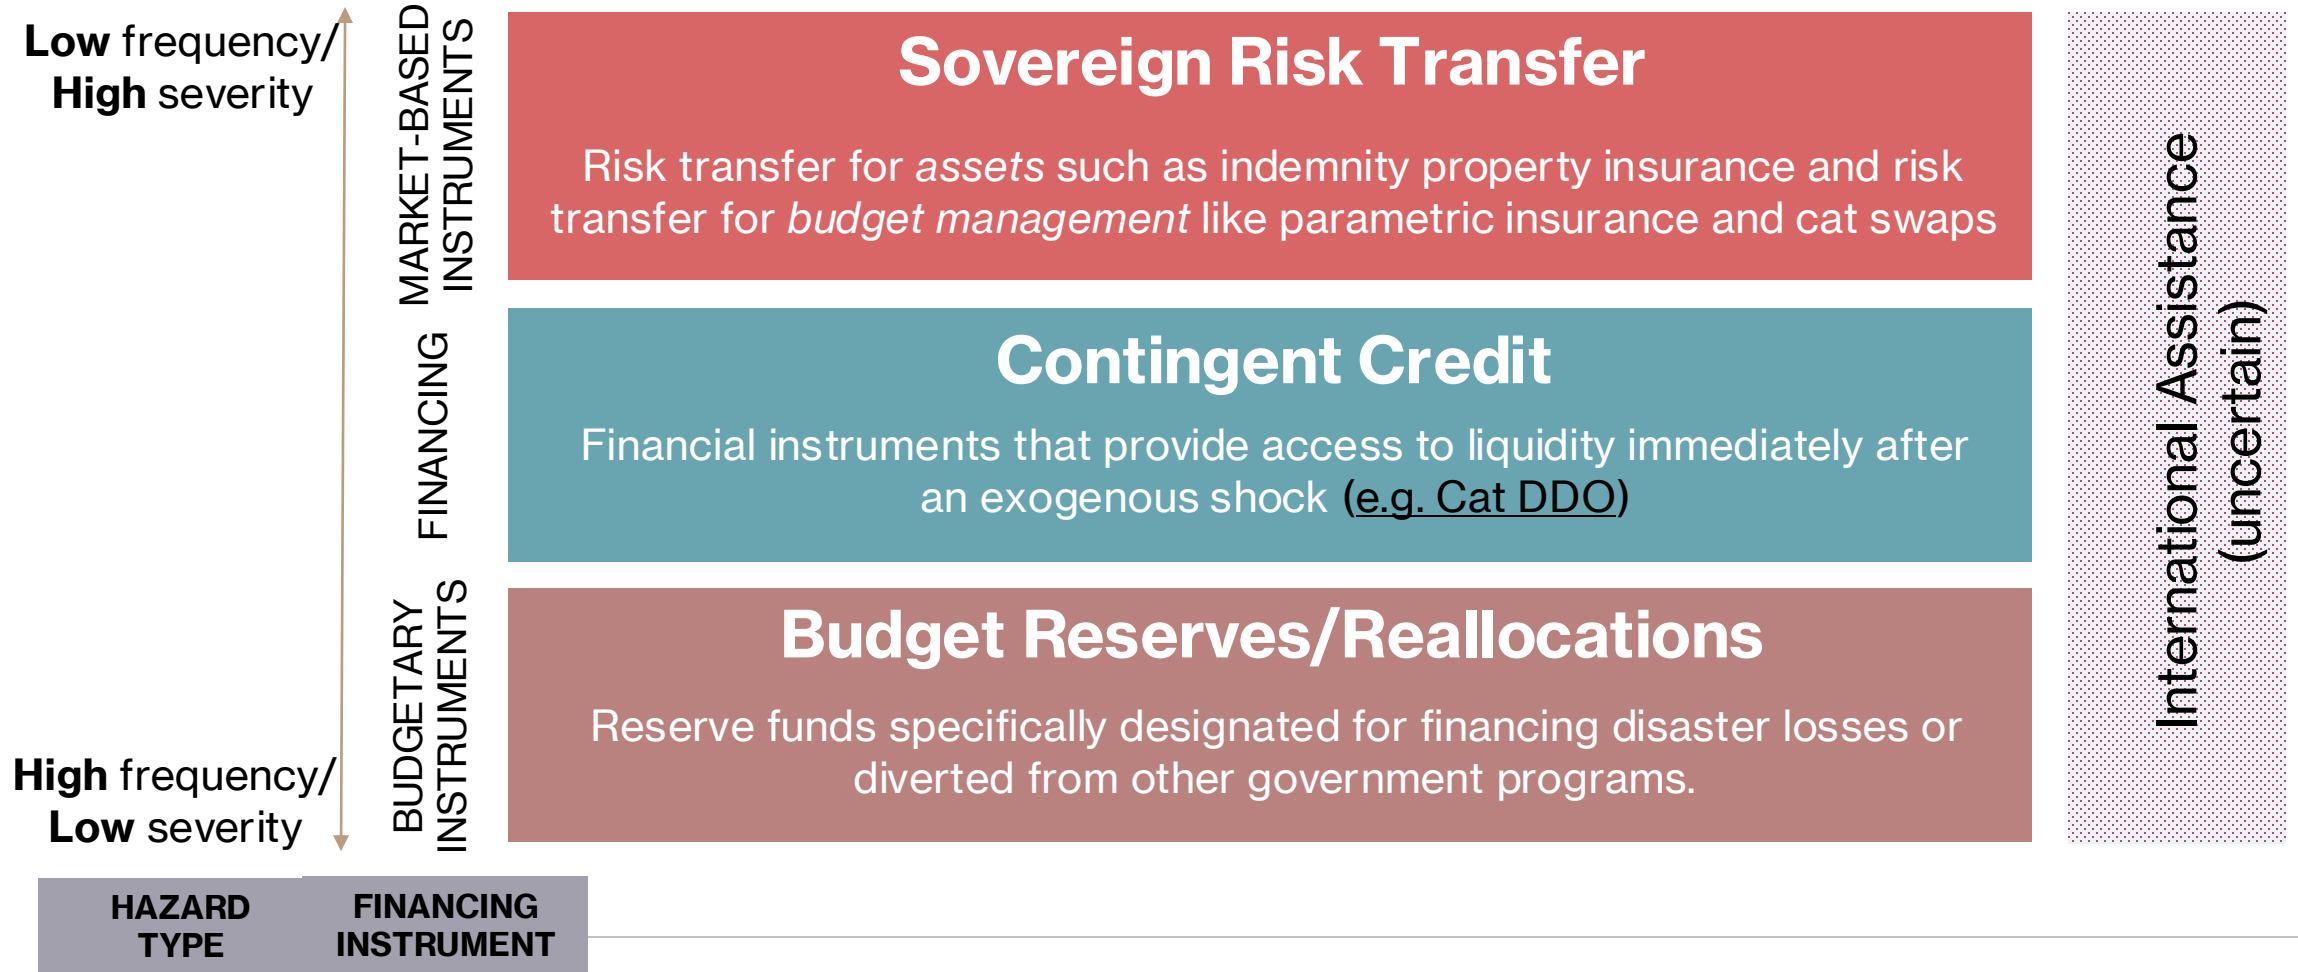 Low frequency/
High severity
MARKET-BASED
INSTRUMENTS
Sovereign Risk Transfer
Risk transfer for assets such as indemnity property insurance and risk
transfer for budget management like parametric insurance and cat swaps
FINANCING
Contingent Credit
Financial instruments that provide access to liquidity immediately after
an exogenous shock (e.g. Cat DDO)
High frequency/
Low severity
BUDGETARY
INSTRUMENTS
Budget Reserves/Reallocations
Reserve funds specifically designated for financing disaster losses or
diverted from other government programs.
International Assistance
(uncertain)
HAZARD
TYPE
FINANCING
INSTRUMENT